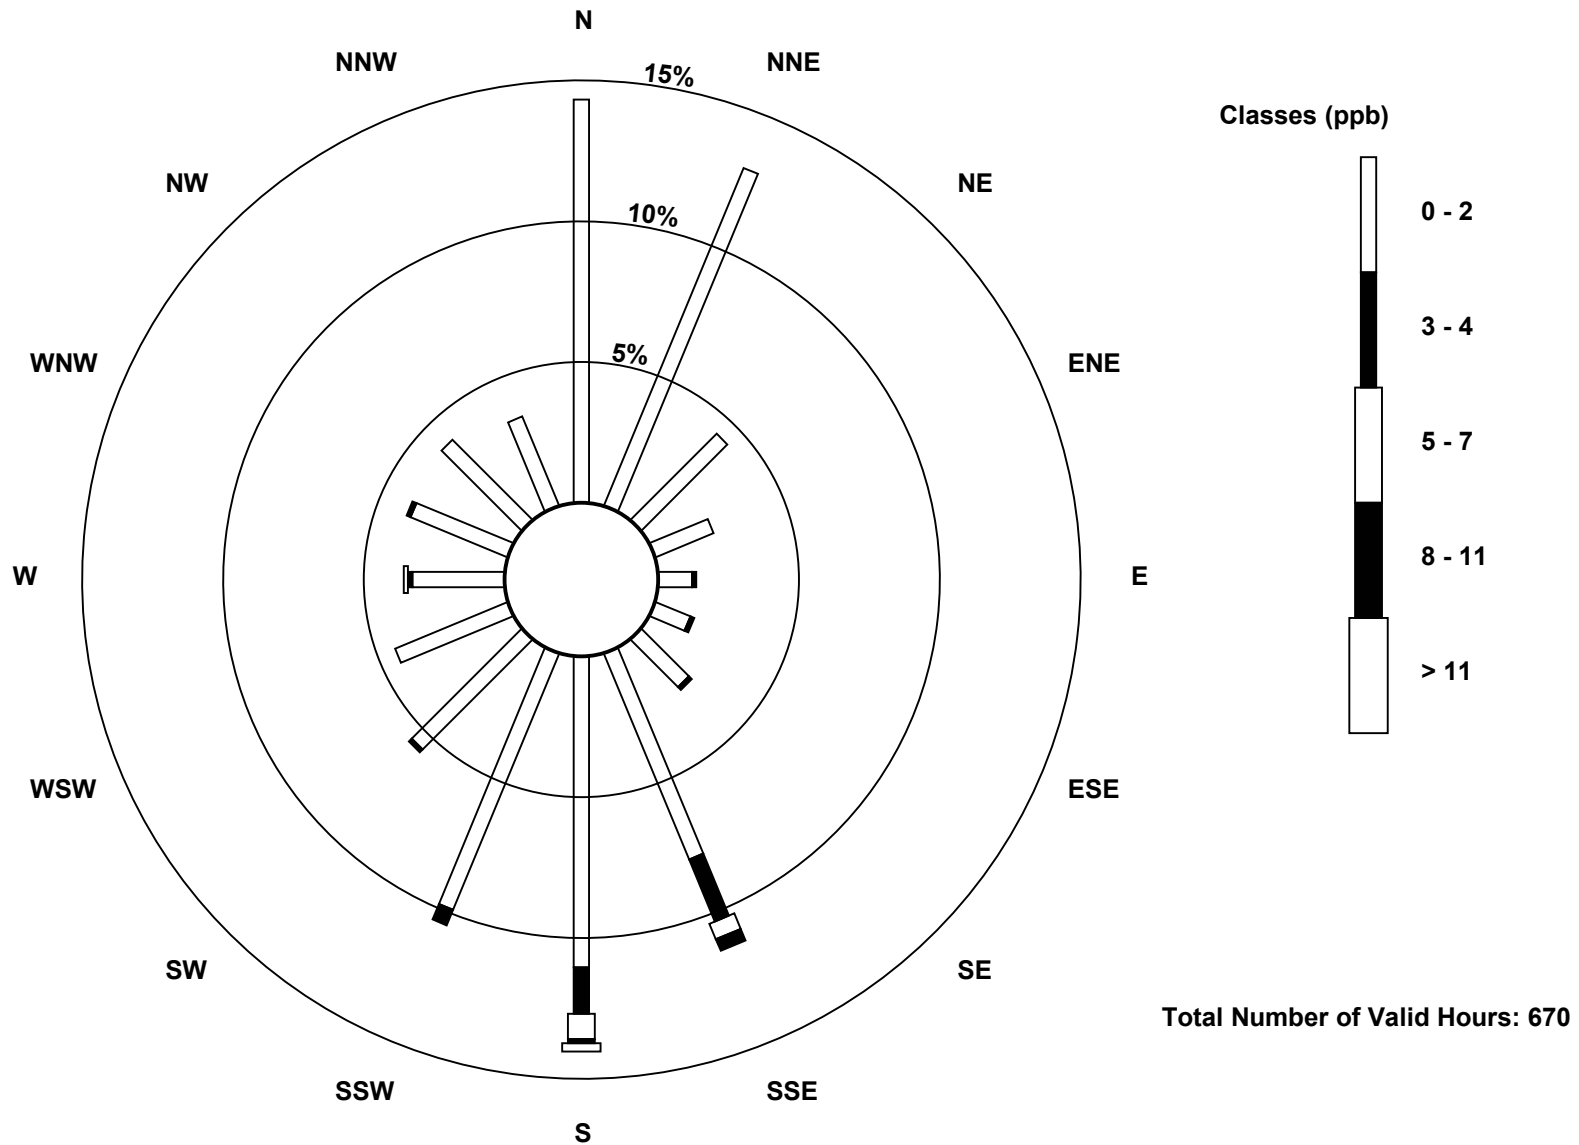 N
NNW
NNE
15%
Classes (ppb)
NW
NE
0 - 2
10%
3 - 4
5%
WNW
ENE
5 - 7
8 - 11
W
E
> 11
WSW
ESE
SW
SE
Total Number of Valid Hours: 670
SSW
SSE
S